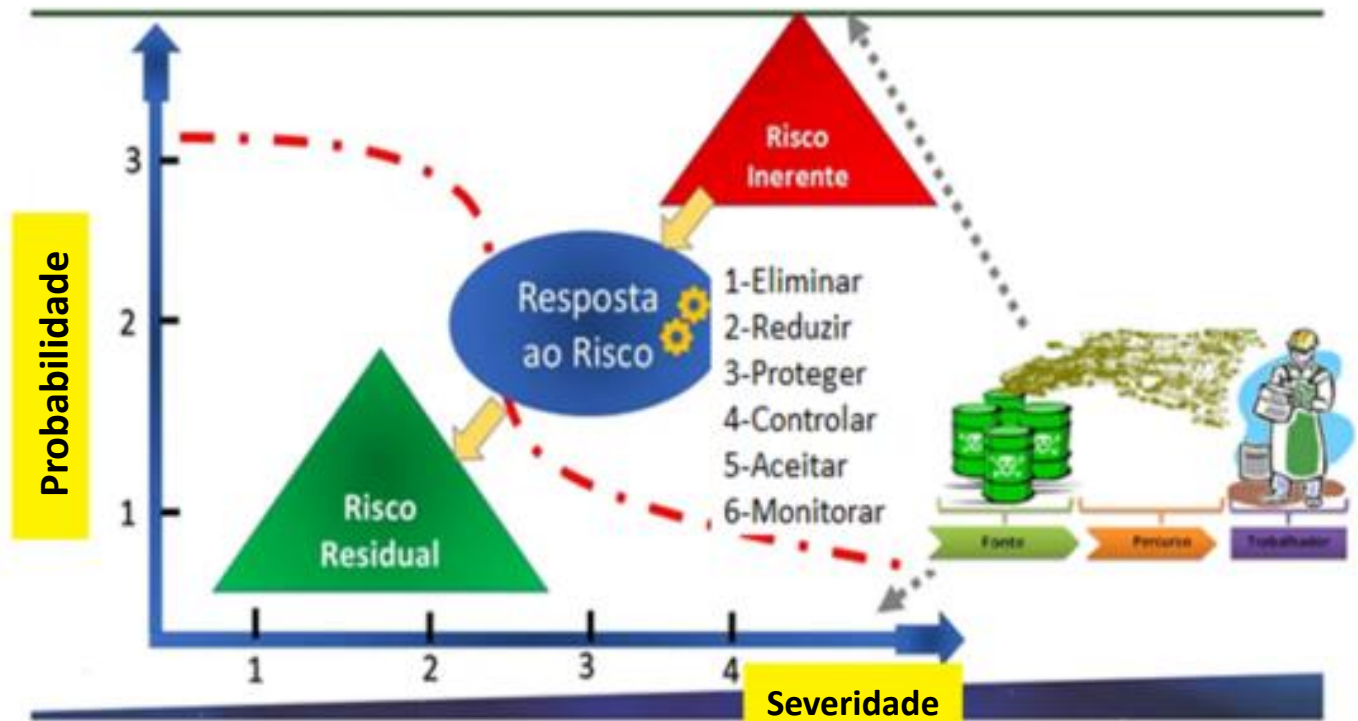 Probabilidade
3
2
1
Risco
Inerente
Resposta
ao Risco
1-Eliminar
2-Reduzir
3-Proteger
4-Controlar
5-Aceitar
6-Monitorar
Risco
Residual
Fonte
Percurso
Trabalhador
1
2
3
4
Severidade